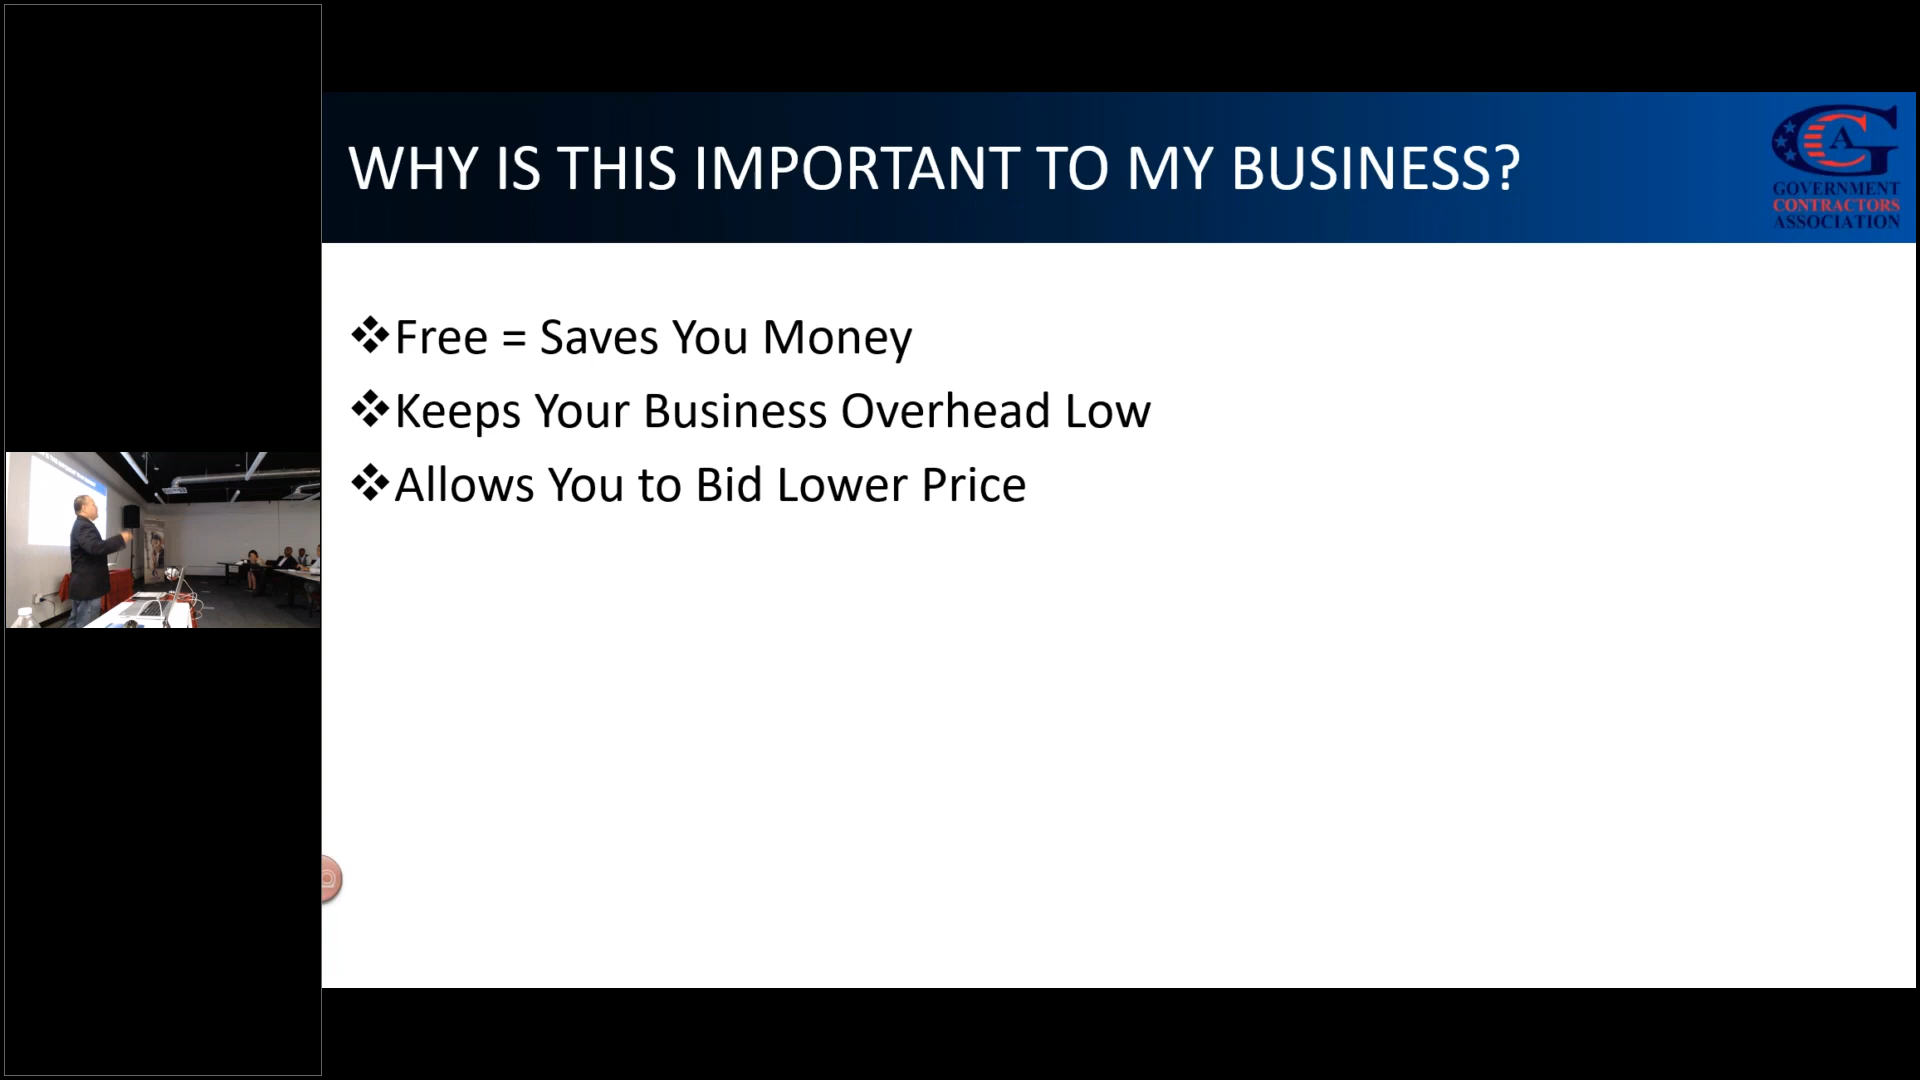 WHY IS THIS IMPORTANT TO MY BUSINESS?
GOVERNMENT
CONTRACTORS
ASSOCIATION
❖Free = Saves You Money
❖Keeps Your Business Overhead Low
❖Allows You to Bid Lower Price